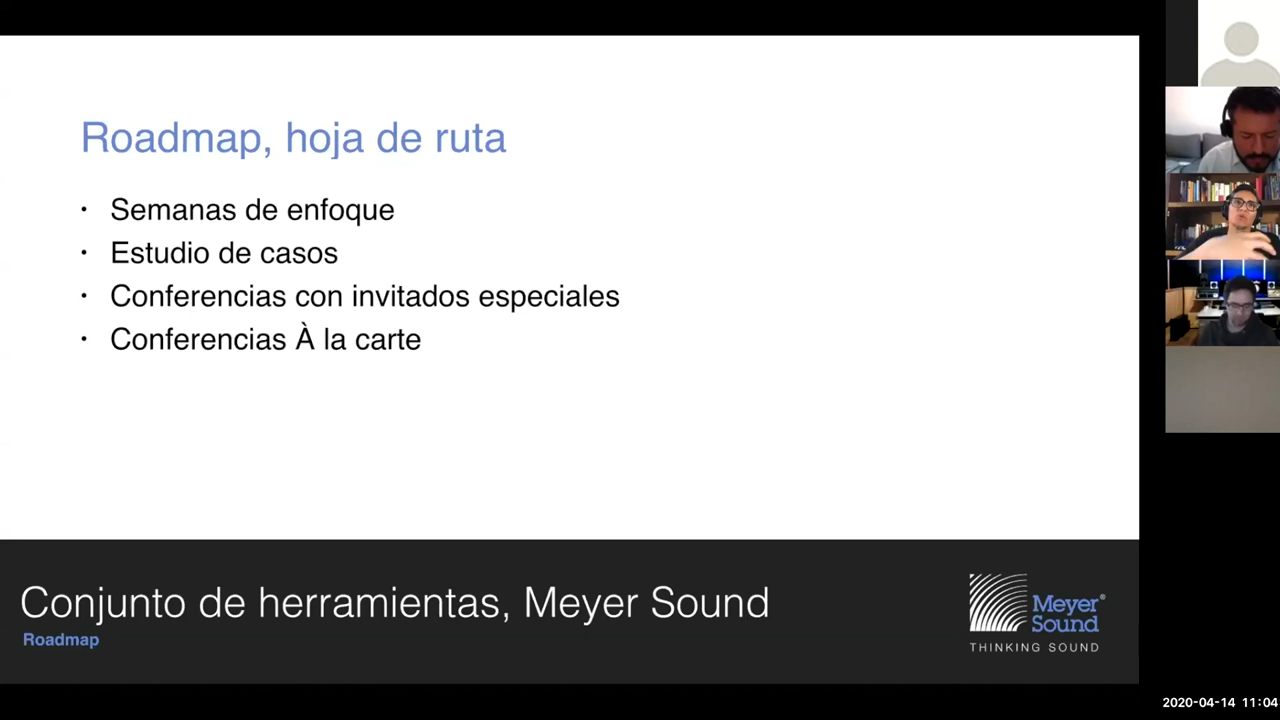 Roadmap, hoja de ruta
• Semanas de enfoque
• Estudio de casos
• Conferencias con invitados especiales
• Conferencias À la carte
Conjunto de herramientas, Meyer Sound
Roadmap
Meyer
Sound®
THINKING SOUND
2020-04-14 11:04